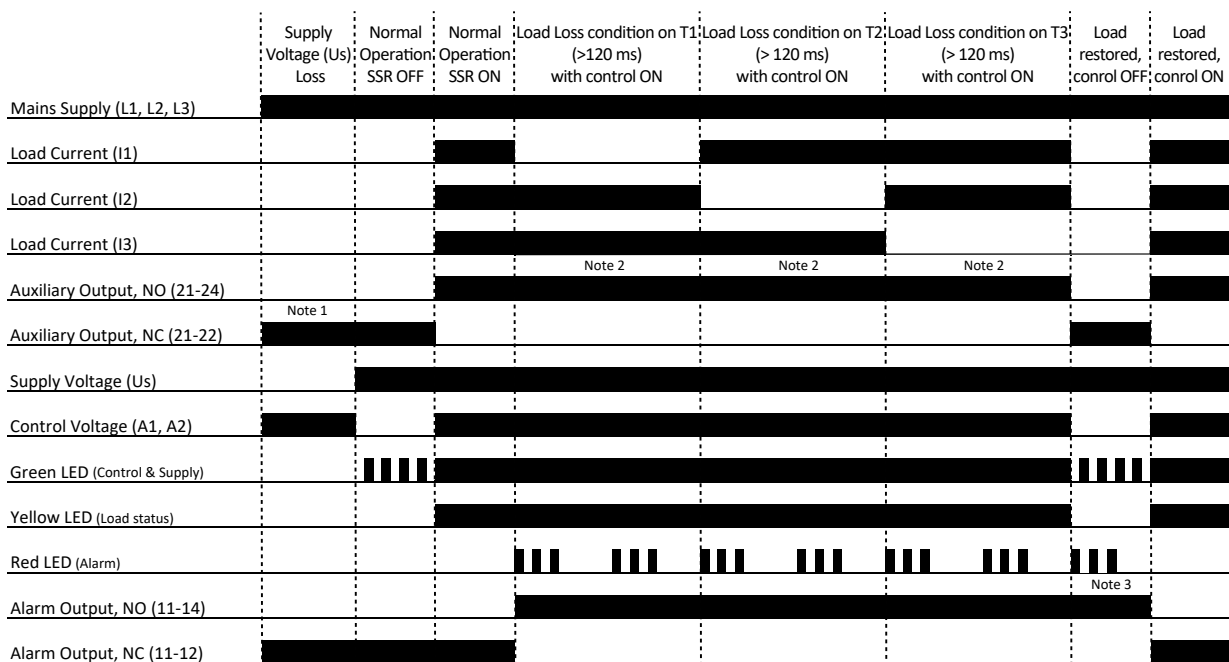 Supply
Voltage (Us)
Loss
Normal
Operation
SSR OFF
Normal
Operation
SSR ON
Load Loss condition on T1
(>120 ms)
with control ON
Load Loss condition on T2
(> 120 ms)
with control ON
Load Loss condition on T3
(> 120 ms)
with control ON
Load
restored,
conrol OFF
Load
restored,
conrol ON
Mains Supply (L1, L2, L3)
Load Current (I1)
Load Current (I2)
Load Current (I3)
Note 2
Note 2
Note 2
Auxiliary Output, NO (21-24)
Note 1
Auxiliary Output, NC (21-22)
Supply Voltage (Us)
Control Voltage (A1, A2)
Green LED (Control & Supply)
Yellow LED (Load status)
Red LED (Alarm)
Note 3
Alarm Output, NO (11-14)
Alarm Output, NC (11-12)